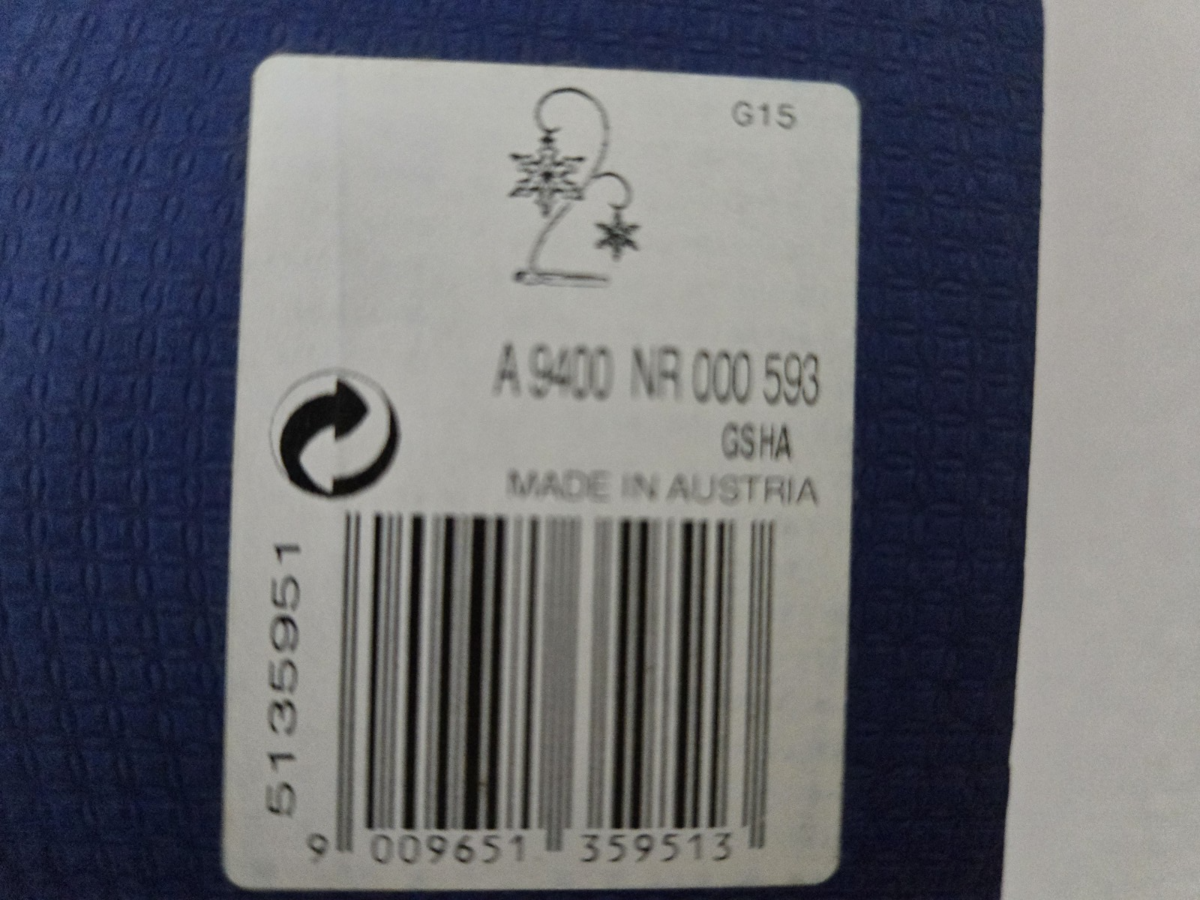 G15
A 9400 NR 000 593
GSHA
MADE IN AUSTRIA
5135951
9 009651 359513